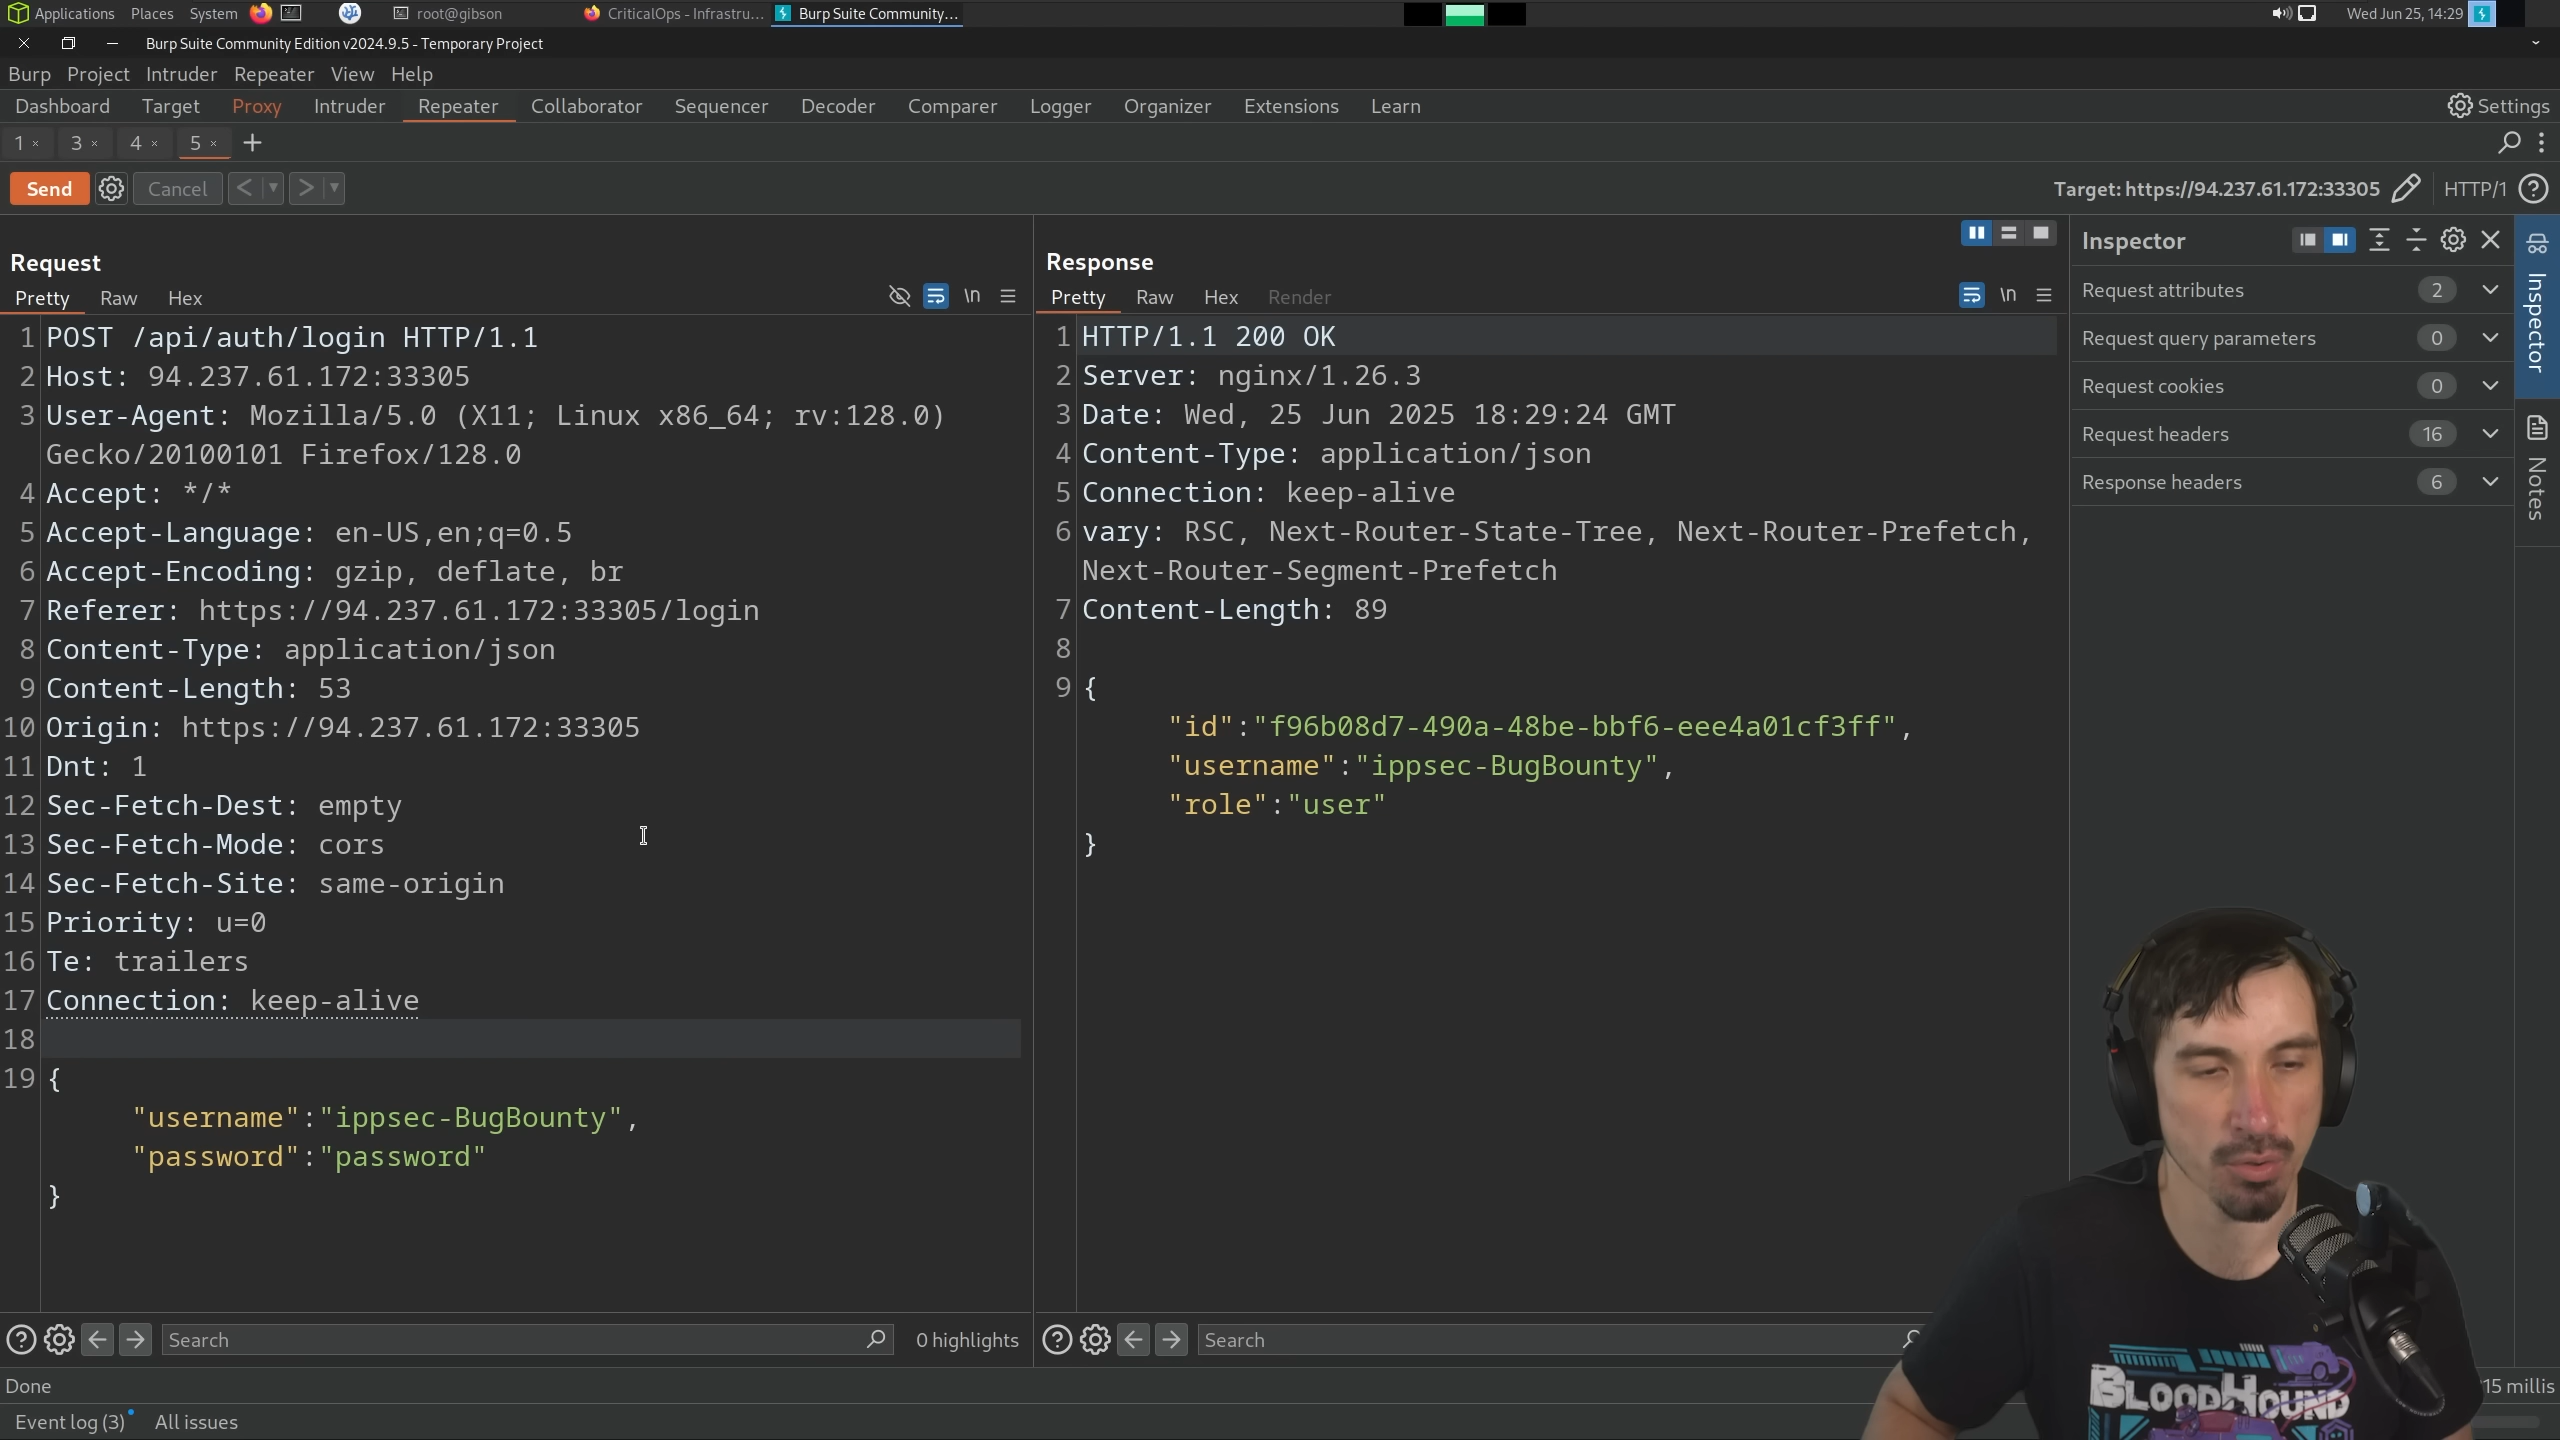 Applications Places System root@gibson CriticalOps - Infrastru... Burp Suite Community... Wed Jun 25, 14:29
Burp Suite Community Edition v2024.9.5 - Temporary Project
Burp Project Intruder Repeater View Help
Dashboard Target Proxy Intruder Repeater Collaborator Sequencer Decoder Comparer Logger Organizer Extensions Learn Settings
1 × 3 × 4 × 5 × +
Send Cancel < > Target: https://94.237.61.172:33305 HTTP/1 ?
Request
Pretty Raw Hex \n
1 POST /api/auth/login HTTP/1.1
2 Host: 94.237.61.172:33305
3 User-Agent: Mozilla/5.0 (X11; Linux x86_64; rv:128.0)
Gecko/20100101 Firefox/128.0
4 Accept: */*
5 Accept-Language: en-US,en;q=0.5
6 Accept-Encoding: gzip, deflate, br
7 Referer: https://94.237.61.172:33305/login
8 Content-Type: application/json
9 Content-Length: 53
10 Origin: https://94.237.61.172:33305
11 Dnt: 1
12 Sec-Fetch-Dest: empty
13 Sec-Fetch-Mode: cors
14 Sec-Fetch-Site: same-origin
15 Priority: u=0
16 Te: trailers
17 Connection: keep-alive
18
19 {
"username":"ippsec-BugBounty",
"password":"password"
}
Search 0 highlights
Response
Pretty Raw Hex Render \n
1 HTTP/1.1 200 OK
2 Server: nginx/1.26.3
3 Date: Wed, 25 Jun 2025 18:29:24 GMT
4 Content-Type: application/json
5 Connection: keep-alive
6 vary: RSC, Next-Router-State-Tree, Next-Router-Prefetch,
Next-Router-Segment-Prefetch
7 Content-Length: 89
8
9 {
"id":"f96b08d7-490a-48be-bbf6-eee4a01cf3ff",
"username":"ippsec-BugBounty",
"role":"user"
}
Search
Inspector
Request attributes 2
Request query parameters 0
Request cookies 0
Request headers 16
Response headers 6
Inspector
Notes
BLOODHOUND
Done
15 millis
Event log (3) All issues